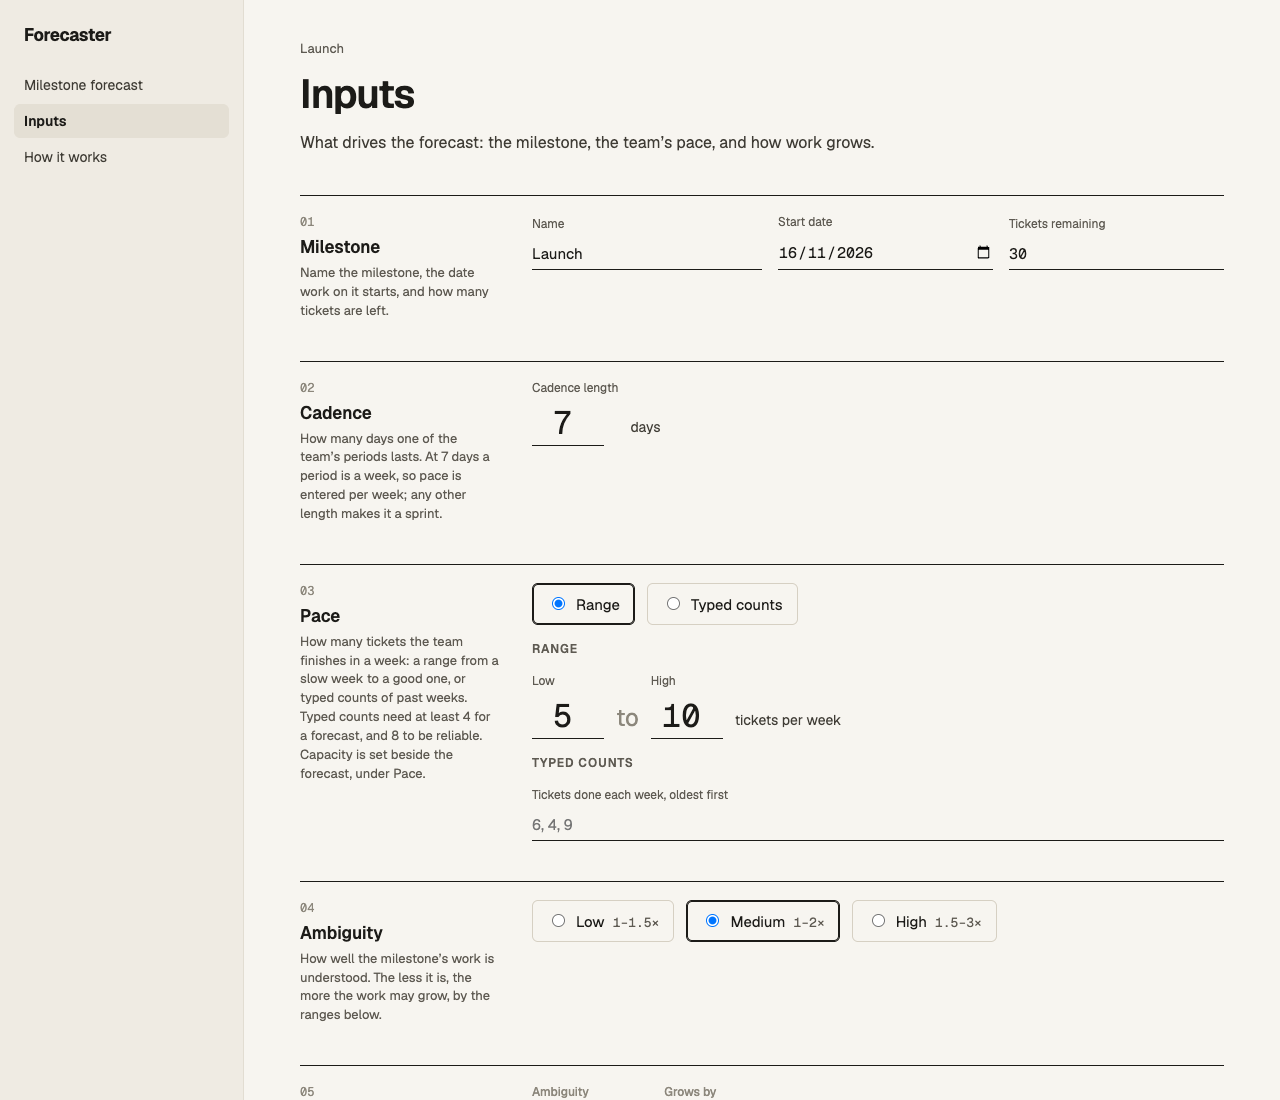 Forecaster
Milestone forecast
Inputs
How it works
Launch
Inputs
What drives the forecast: the milestone, the team’s pace, and how work grows.
01
Milestone
Name the milestone, the date
work on it starts, and how many
tickets are left.
Name
Launch
Start date
16/11/2026
Tickets remaining
30
02
Cadence
How many days one of the
team’s periods lasts. At 7 days a
period is a week, so pace is
entered per week; any other
length makes it a sprint.
Cadence length
7 days
03
Pace
How many tickets the team
finishes in a week: a range from a
slow week to a good one, or
typed counts of past weeks.
Typed counts need at least 4 for
a forecast, and 8 to be reliable.
Capacity is set beside the
forecast, under Pace.
Range
Typed counts
RANGE
Low High
5 to 10 tickets per week
TYPED COUNTS
Tickets done each week, oldest first
6, 4, 9
04
Ambiguity
How well the milestone’s work is
understood. The less it is, the
more the work may grow, by the
ranges below.
Low 1–1.5×
Medium 1–2×
High 1.5–3×
05
Ambiguity Grows by